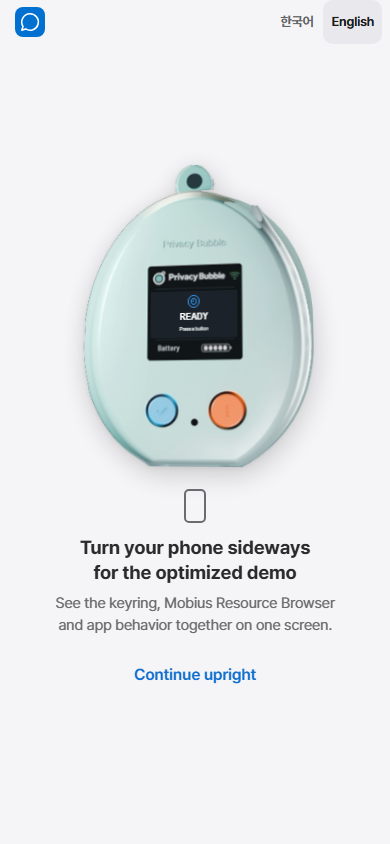 한국어
English
Privacy Bubble
Privacy Bubble
READY
Press a button
Battery
Turn your phone sideways
for the optimized demo
See the keyring, Mobius Resource Browser
and app behavior together on one screen.
Continue upright